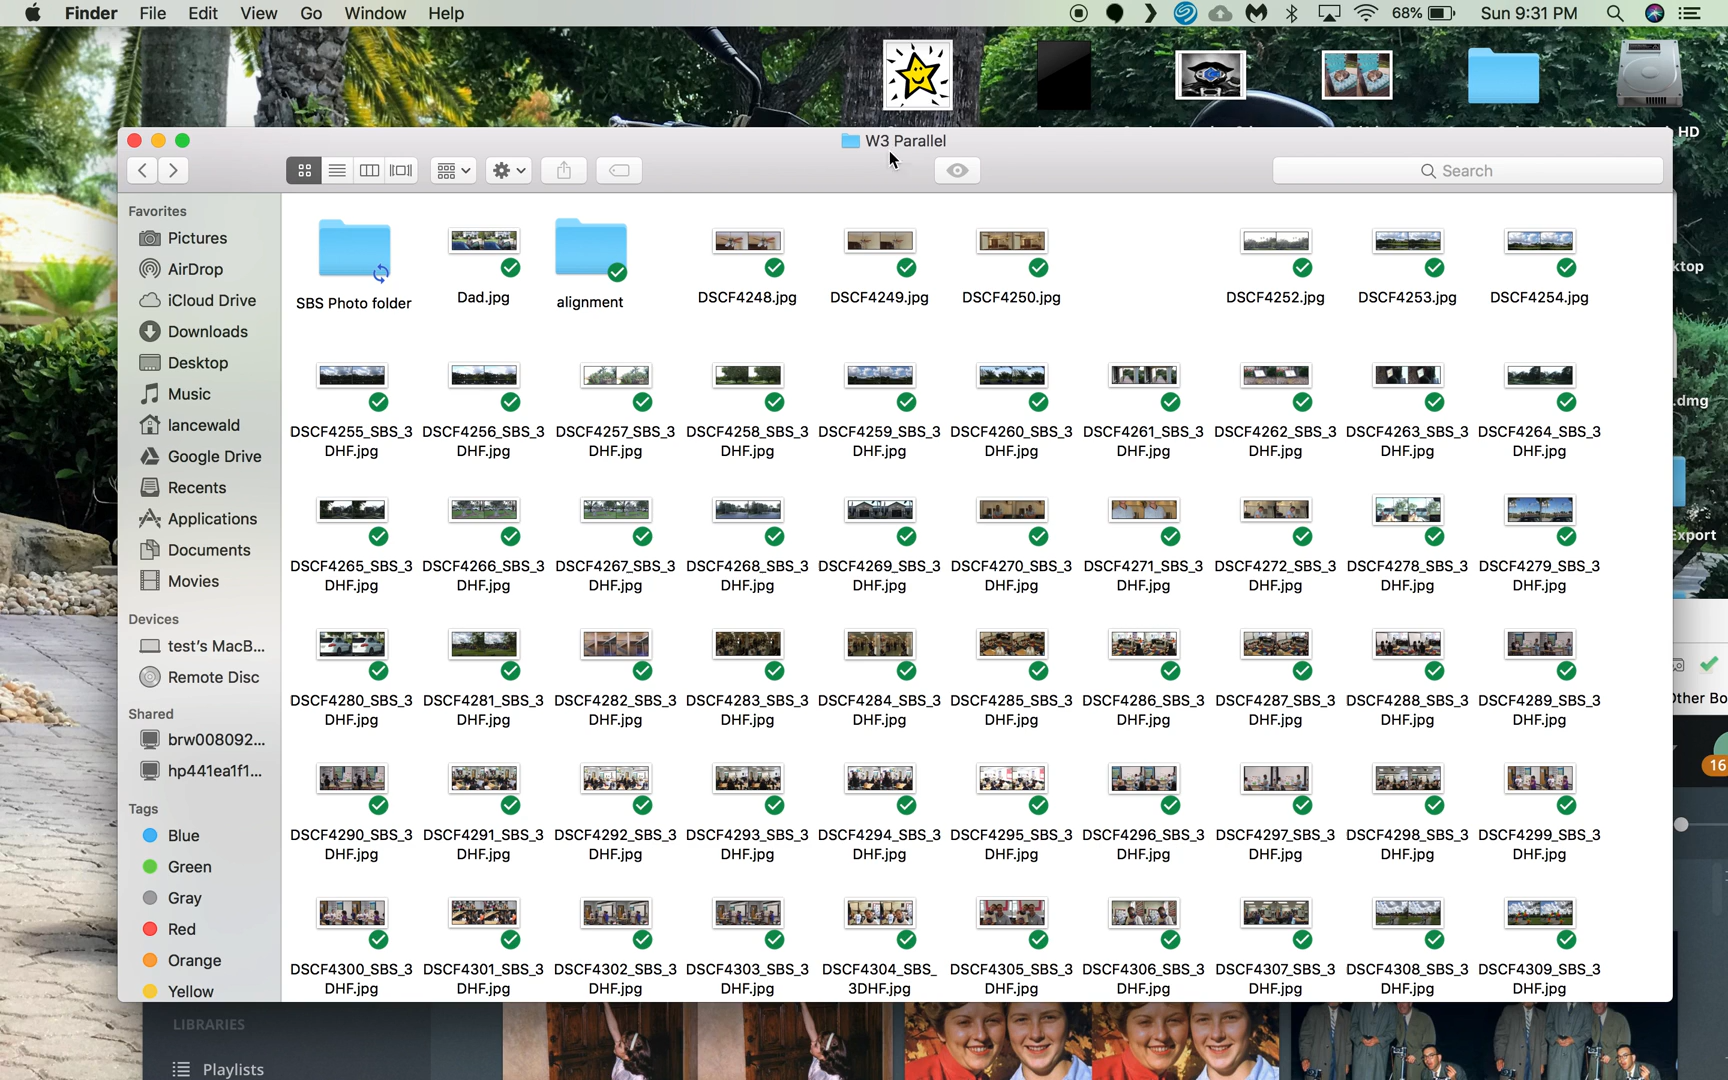 Finder File Edit View Go Window Help 68% Sun 9:31 PM
HD
W3 Parallel
Search
Favorites
Pictures
AirDrop
iCloud Drive
Downloads
Desktop
Music
lancewald
Google Drive
Recents
Applications
Documents
Movies
Devices
test's MacB...
Remote Disc
Shared
brw008092...
hp441ea1f1...
Tags
Blue
Green
Gray
Red
Orange
Yellow
SBS Photo folder Dad.jpg alignment DSCF4248.jpg DSCF4249.jpg DSCF4250.jpg DSCF4252.jpg DSCF4253.jpg DSCF4254.jpg
DSCF4255_SBS_3 DSCF4256_SBS_3 DSCF4257_SBS_3 DSCF4258_SBS_3 DSCF4259_SBS_3 DSCF4260_SBS_3 DSCF4261_SBS_3 DSCF4262_SBS_3 DSCF4263_SBS_3 DSCF4264_SBS_3
DHF.jpg DHF.jpg DHF.jpg DHF.jpg DHF.jpg DHF.jpg DHF.jpg DHF.jpg DHF.jpg DHF.jpg
DSCF4265_SBS_3 DSCF4266_SBS_3 DSCF4267_SBS_3 DSCF4268_SBS_3 DSCF4269_SBS_3 DSCF4270_SBS_3 DSCF4271_SBS_3 DSCF4272_SBS_3 DSCF4278_SBS_3 DSCF4279_SBS_3
DHF.jpg DHF.jpg DHF.jpg DHF.jpg DHF.jpg DHF.jpg DHF.jpg DHF.jpg DHF.jpg DHF.jpg
DSCF4280_SBS_3 DSCF4281_SBS_3 DSCF4282_SBS_3 DSCF4283_SBS_3 DSCF4284_SBS_3 DSCF4285_SBS_3 DSCF4286_SBS_3 DSCF4287_SBS_3 DSCF4288_SBS_3 DSCF4289_SBS_3
DHF.jpg DHF.jpg DHF.jpg DHF.jpg DHF.jpg DHF.jpg DHF.jpg DHF.jpg DHF.jpg DHF.jpg
DSCF4290_SBS_3 DSCF4291_SBS_3 DSCF4292_SBS_3 DSCF4293_SBS_3 DSCF4294_SBS_3 DSCF4295_SBS_3 DSCF4296_SBS_3 DSCF4297_SBS_3 DSCF4298_SBS_3 DSCF4299_SBS_3
DHF.jpg DHF.jpg DHF.jpg DHF.jpg DHF.jpg DHF.jpg DHF.jpg DHF.jpg DHF.jpg DHF.jpg
DSCF4300_SBS_3 DSCF4301_SBS_3 DSCF4302_SBS_3 DSCF4303_SBS_3 DSCF4304_SBS_ DSCF4305_SBS_3 DSCF4306_SBS_3 DSCF4307_SBS_3 DSCF4308_SBS_3 DSCF4309_SBS_3
DHF.jpg DHF.jpg DHF.jpg DHF.jpg 3DHF.jpg DHF.jpg DHF.jpg DHF.jpg DHF.jpg DHF.jpg
ktop
.dmg
Export
Other Bo
16
LIBRARIES
Playlists